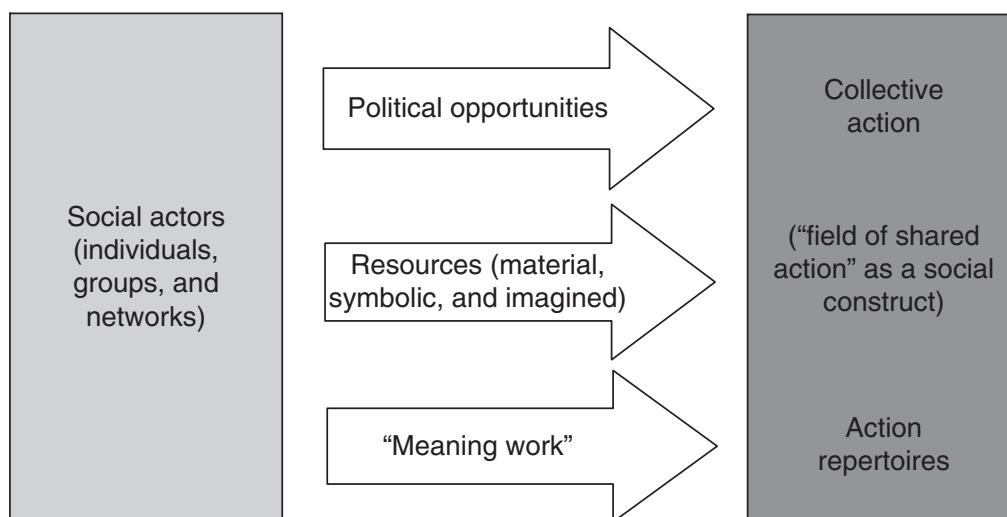 Social actors
(individuals,
groups, and
networks)
Political opportunities
Resources (material,
symbolic, and imagined)
“Meaning work”
Collective
action
(“field of shared
action” as a social
construct)
Action
repertoires